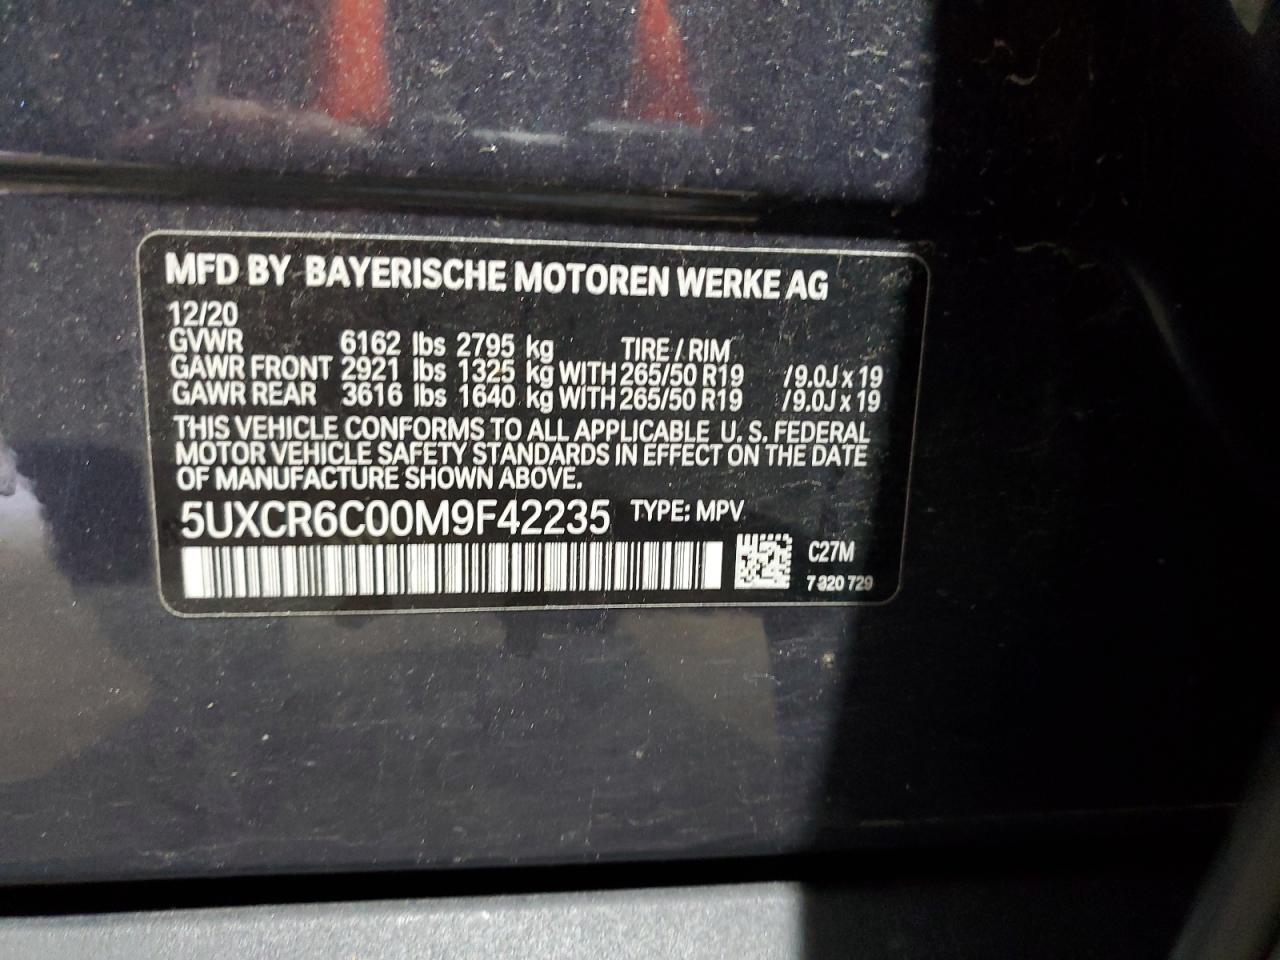 MFD BY BAYERISCHE MOTOREN WERKE AG
12/20
GVWR 6162 lbs 2795 kg TIRE / RIM
GAWR FRONT 2921 lbs 1325 kg WITH 265/50 R19 /9.0J x 19
GAWR REAR 3616 lbs 1640 kg WITH 265/50 R19 /9.0J x 19
THIS VEHICLE CONFORMS TO ALL APPLICABLE U.S. FEDERAL
MOTOR VEHICLE SAFETY STANDARDS IN EFFECT ON THE DATE
OF MANUFACTURE SHOWN ABOVE.
5UXCR6C00M9F42235 TYPE: MPV
C27M
7 320 729